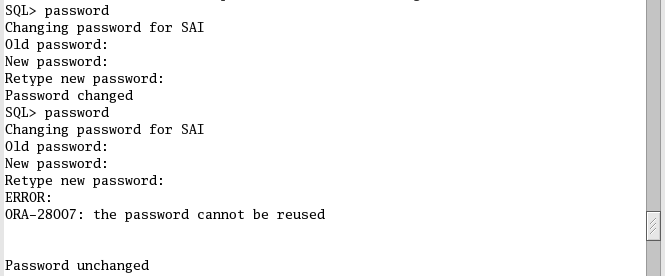 SQL> password
Changing password for SAI
Old password:
New password:
Retype new password:
Password changed
SQL> password
Changing password for SAI
Old password:
New password:
Retype new password:
ERROR:
ORA-28007: the password cannot be reused
Password unchanged